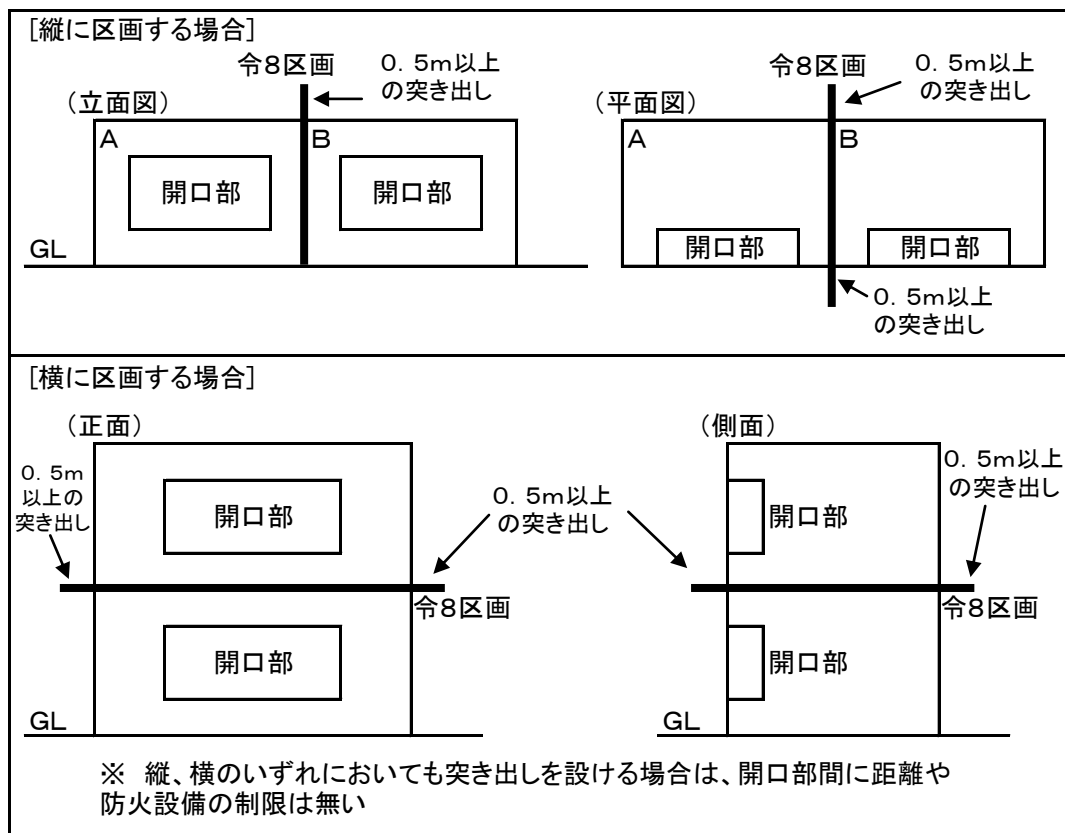 ［縦に区画する場合］
令8区画
０．５ｍ以上
の突き出し
（立面図）
A
B
開口部
開口部
GL
令8区画
０．５ｍ以上
の突き出し
（平面図）
A
B
開口部
開口部
０．５ｍ以上
の突き出し
［横に区画する場合］
（正面）
０．５ｍ
以上の
突き出し
開口部
０．５ｍ以上
の突き出し
令8区画
開口部
GL
（側面）
０．５ｍ以上
の突き出し
開口部
令8区画
開口部
GL
※　縦、横のいずれにおいても突き出しを設ける場合は、開口部間に距離や
防火設備の制限は無い